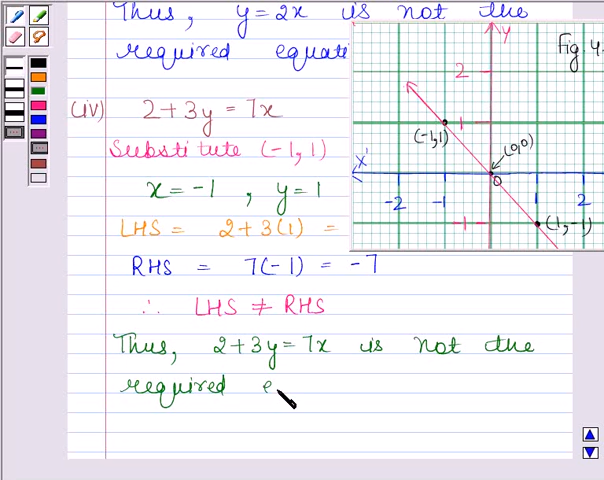 Thus, y = 2x is not the
required equati
(iv) 2 + 3y = 7x
Substitute (-1, 1)
x = -1 , y = 1
LHS = 2 + 3(1) =
RHS = 7(-1) = -7
∴ LHS ≠ RHS
Thus, 2 + 3y = 7x is not the
required e
Y
Fig. 4.
2
1
(-1, 1)
(0,0)
X'
0
-2 -1 1 2
-1
(1, -1)